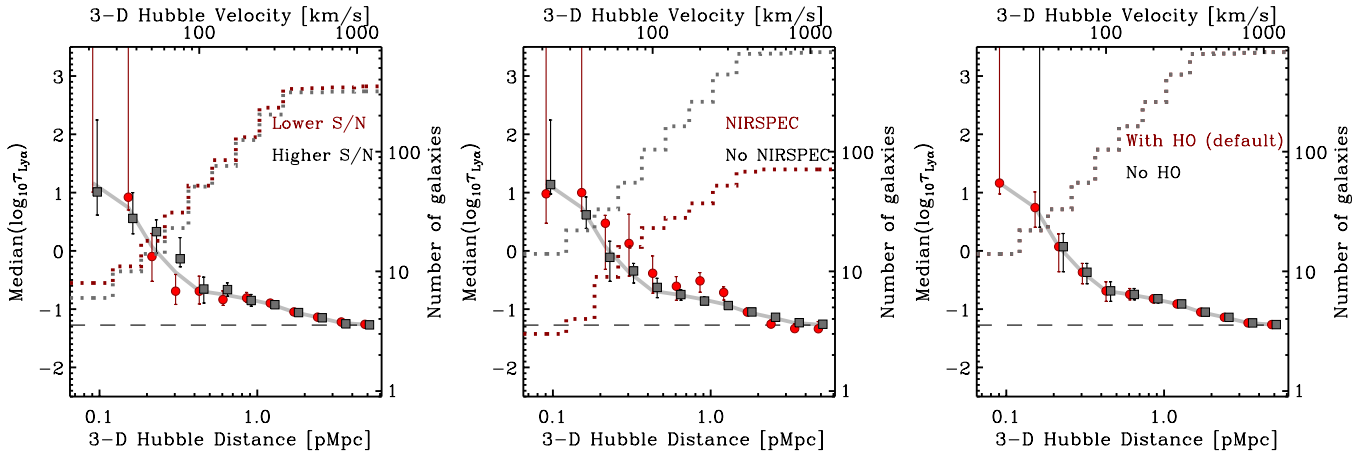 3-D Hubble Velocity [km/s]
100 1000
3
2
1
0
-1
-2
Median(log₁₀τLyα)
Lower S/N
Higher S/N
100
10
1
Number of galaxies
0.1 1.0
3-D Hubble Distance [pMpc]
3-D Hubble Velocity [km/s]
100 1000
3
2
1
0
-1
-2
Median(log₁₀τLyα)
NIRSPEC
No NIRSPEC
100
10
1
Number of galaxies
0.1 1.0
3-D Hubble Distance [pMpc]
3-D Hubble Velocity [km/s]
100 1000
3
2
1
0
-1
-2
Median(log₁₀τLyα)
With HO (default)
No HO
100
10
1
Number of galaxies
0.1 1.0
3-D Hubble Distance [pMpc]